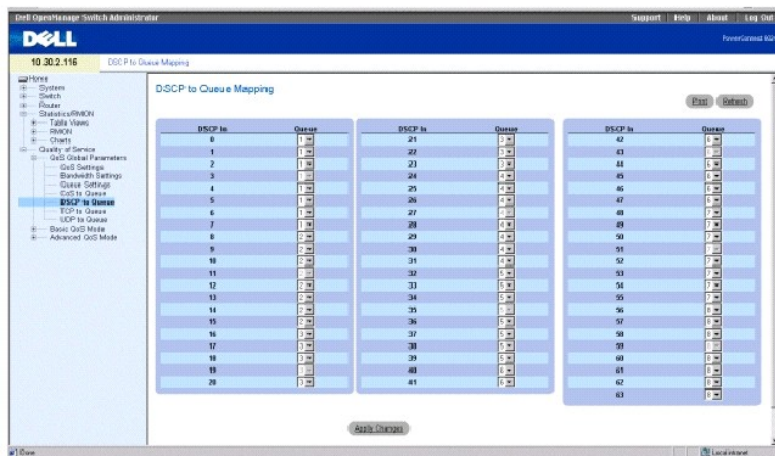 Dell OpenManage Switch Administrator Support Help About Log Out
DELL
PowerConnect
10.30.2.116 DSCP to Queue Mapping
Home
System
Switch
Router
Statistics/RMON
Table Views
RMON
Charts
Quality of Service
QoS Global Parameters
QoS Settings
Bandwidth Settings
Queue Settings
CoS to Queue
DSCP to Queue
TCP to Queue
UDP to Queue
Basic QoS Mode
Advanced QoS Mode
DSCP to Queue Mapping
Print Refresh
DSCP In Queue DSCP In Queue DSCP In Queue
0 1 21 3 42 6
1 1 22 3 43
2 1 23 3 44 6
3 1 24 4 45 6
4 1 25 4 46 6
5 1 26 4 47 6
6 1 27 4 48 7
7 1 28 4 49 7
8 2 29 4 50 7
9 2 30 4 51 7
10 2 31 4 52 7
11 2 32 5 53 7
12 2 33 5 54 7
13 2 34 5 55 7
14 2 35 5 56 8
15 2 36 5 57 8
16 3 37 5 58 8
17 3 38 5 59 8
18 3 39 5 60 8
19 3 40 6 61 8
20 3 41 6 62 8
63 8
Apply Changes
Done Local intranet